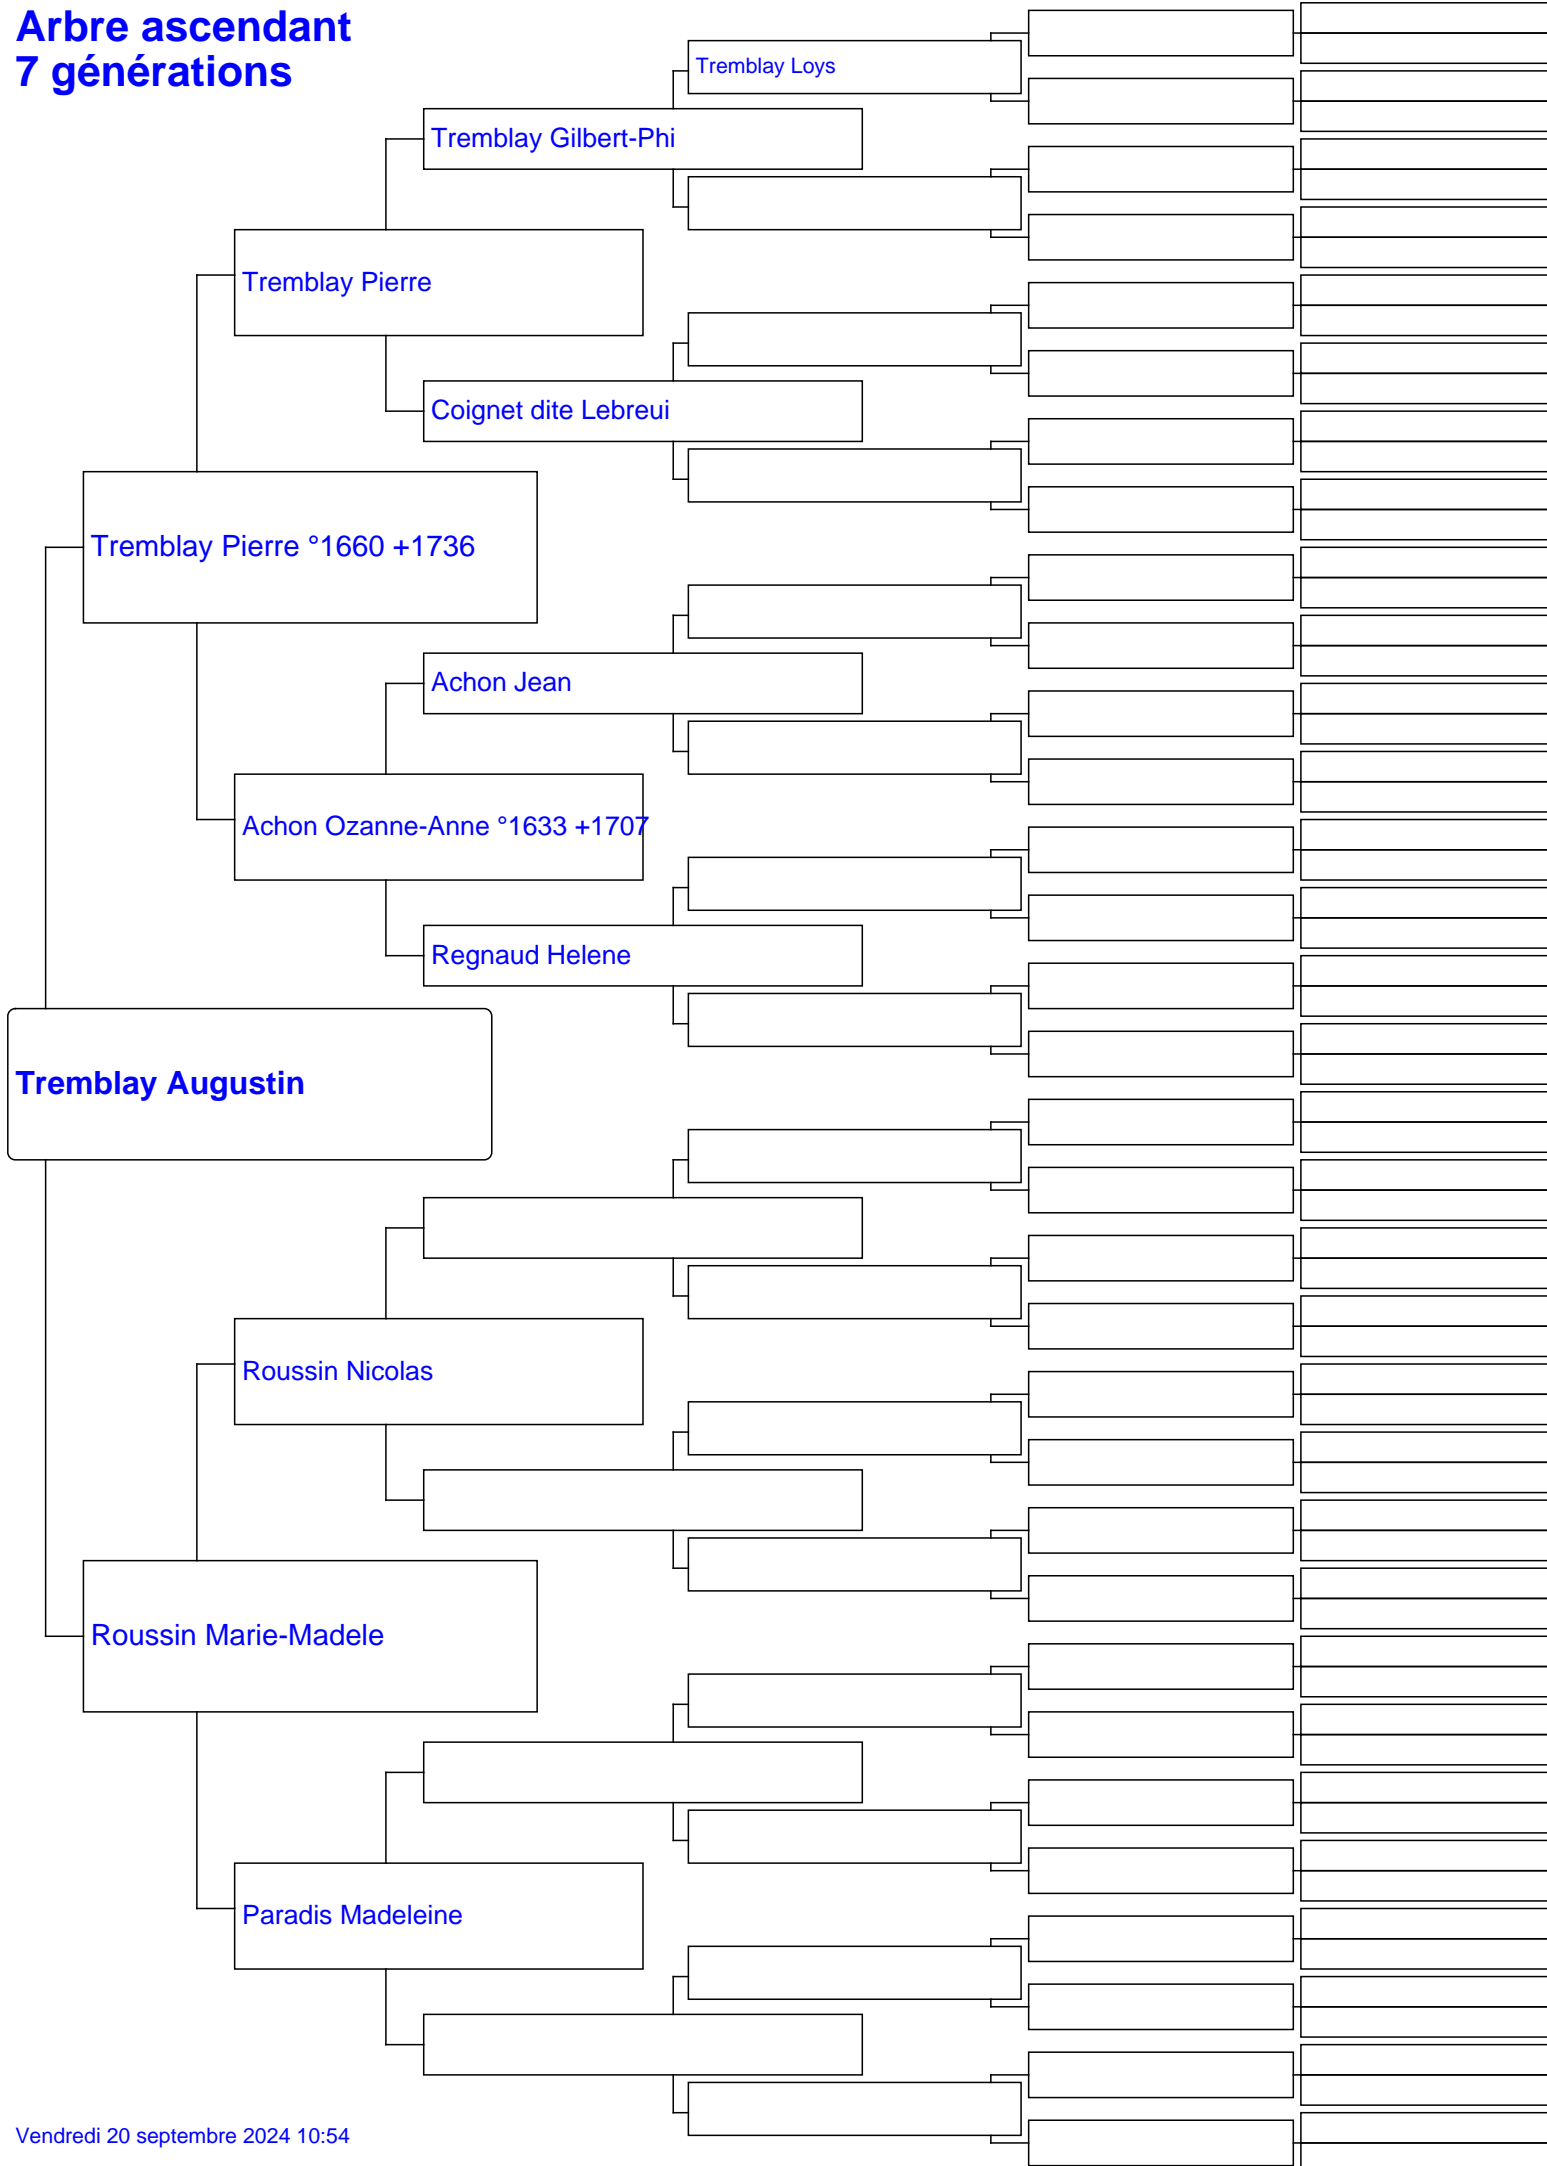 Arbre ascendant
7 générations
Tremblay Loys
Tremblay Gilbert-Phi
Tremblay Pierre
Coignet dite Lebreui
Tremblay Pierre °1660 +1736
Achon Jean
Achon Ozanne-Anne °1633 +1707
Regnaud Helene
Tremblay Augustin
Roussin Nicolas
Roussin Marie-Madele
Paradis Madeleine
Vendredi 20 septembre 2024 10:54